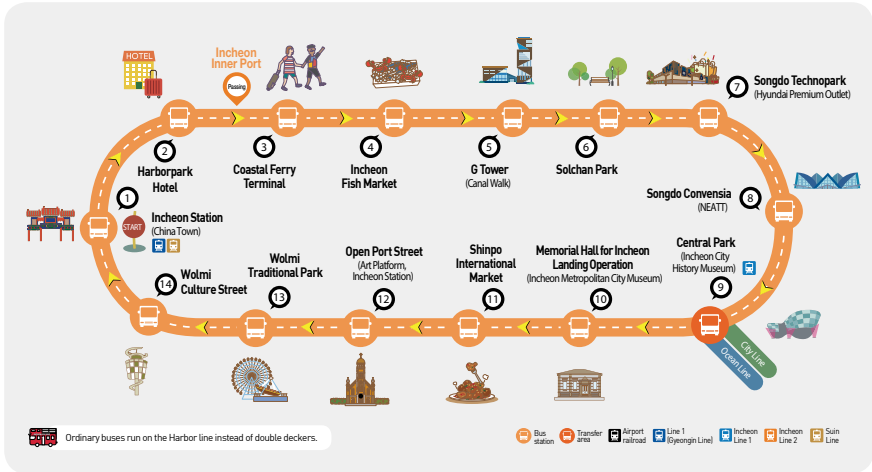 HOTEL
Incheon
Inner Port
Passing
7
Songdo Technopark
(Hyundai Premium Outlet)
2
Harborpark
Hotel
3
Coastal Ferry
Terminal
4
Incheon
Fish Market
5
G Tower
(Canal Walk)
6
Solchan Park
1
START
Incheon Station
(China Town)
Songdo Convensia
(NEATT)
8
Central Park
(Incheon City
History Museum)
9
14
Wolmi
Culture Street
Wolmi
Traditional Park
13
Open Port Street
(Art Platform,
Incheon Station)
12
Shinpo
International
Market
11
Memorial Hall for Incheon
Landing Operation
(Incheon Metropolitan City Museum)
10
City Line
Ocean Line
Ordinary buses run on the Harbor line instead of double deckers.
Bus
station
Transfer
area
Airport
railroad
Line 1
(Gyeongin Line)
Incheon
Line 1
Incheon
Line 2
Suin
Line